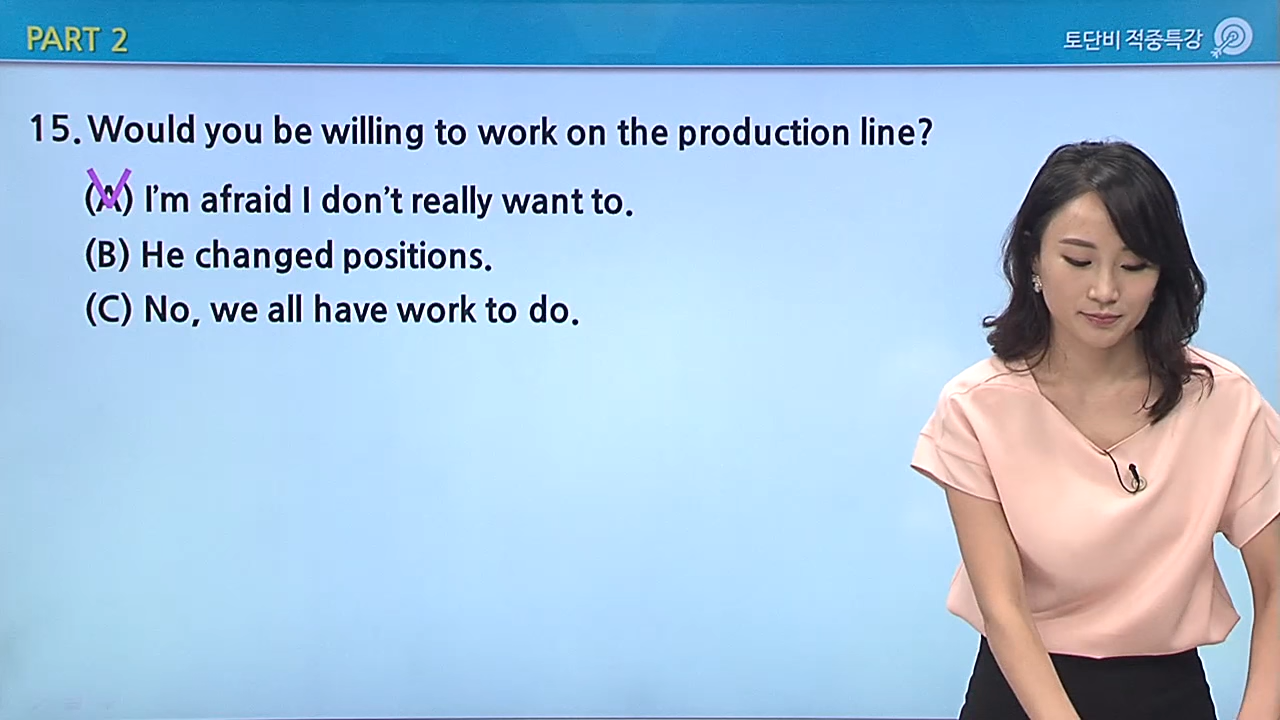 PART 2
토단비 적중특강
15. Would you be willing to work on the production line?
(A) I'm afraid I don't really want to.
(B) He changed positions.
(C) No, we all have work to do.